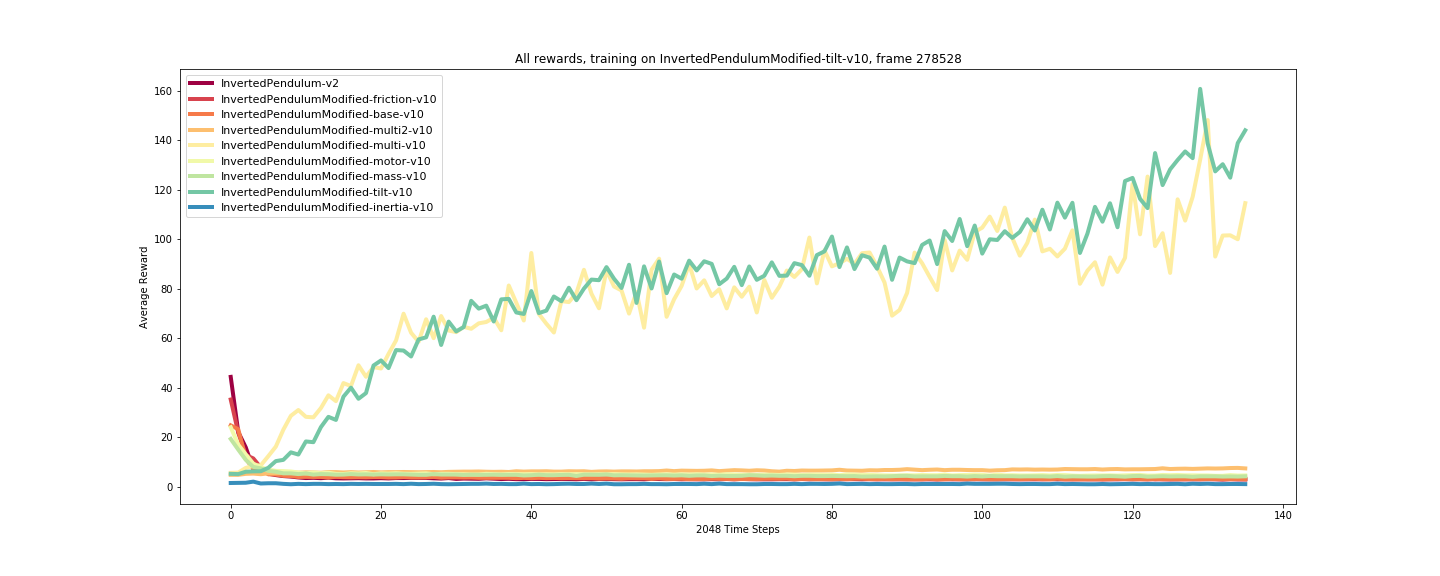 All rewards, training on InvertedPendulumModified-tilt-v10, frame 278528
InvertedPendulum-v2
InvertedPendulumModified-friction-v10
InvertedPendulumModified-base-v10
InvertedPendulumModified-multi2-v10
InvertedPendulumModified-multi-v10
InvertedPendulumModified-motor-v10
InvertedPendulumModified-mass-v10
InvertedPendulumModified-tilt-v10
InvertedPendulumModified-inertia-v10
Average Reward
160
140
120
100
80
60
40
20
0
0 20 40 60 80 100 120 140
2048 Time Steps